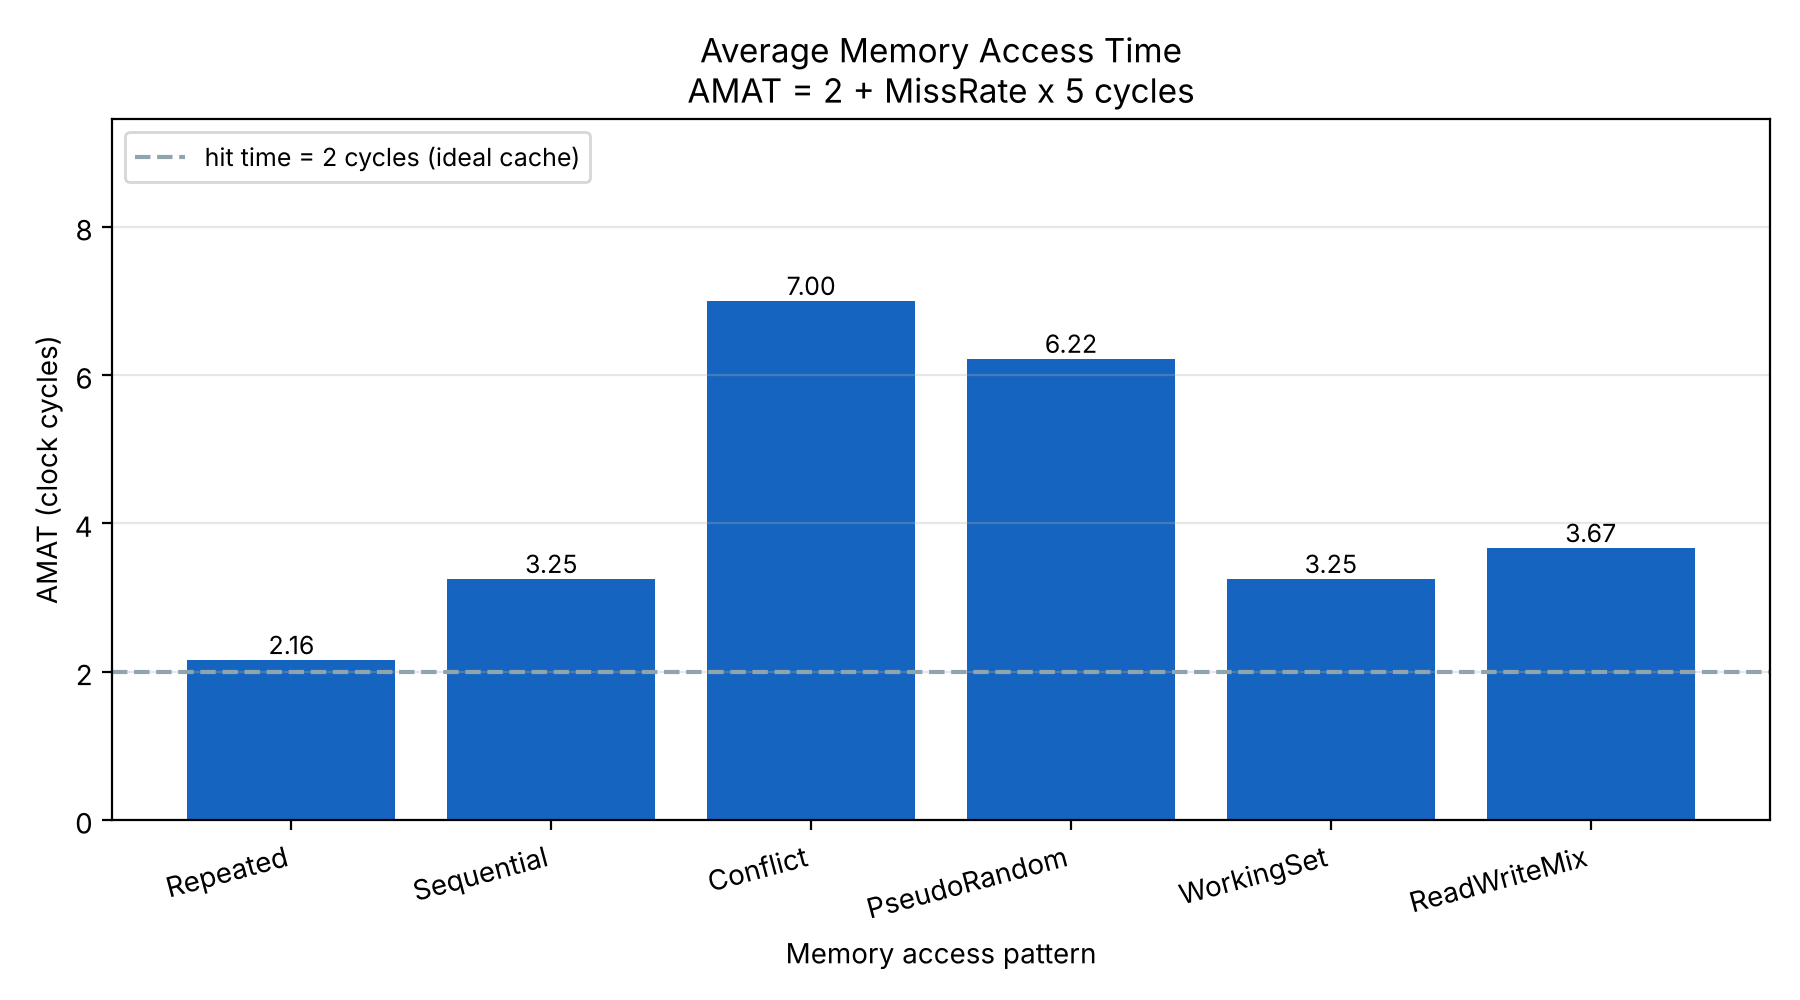 Average Memory Access Time
AMAT = 2 + MissRate x 5 cycles
hit time = 2 cycles (ideal cache)
AMAT (clock cycles)
8
6
4
2
0
2.16
3.25
7.00
6.22
3.25
3.67
Repeated
Sequential
Conflict
PseudoRandom
WorkingSet
ReadWriteMix
Memory access pattern